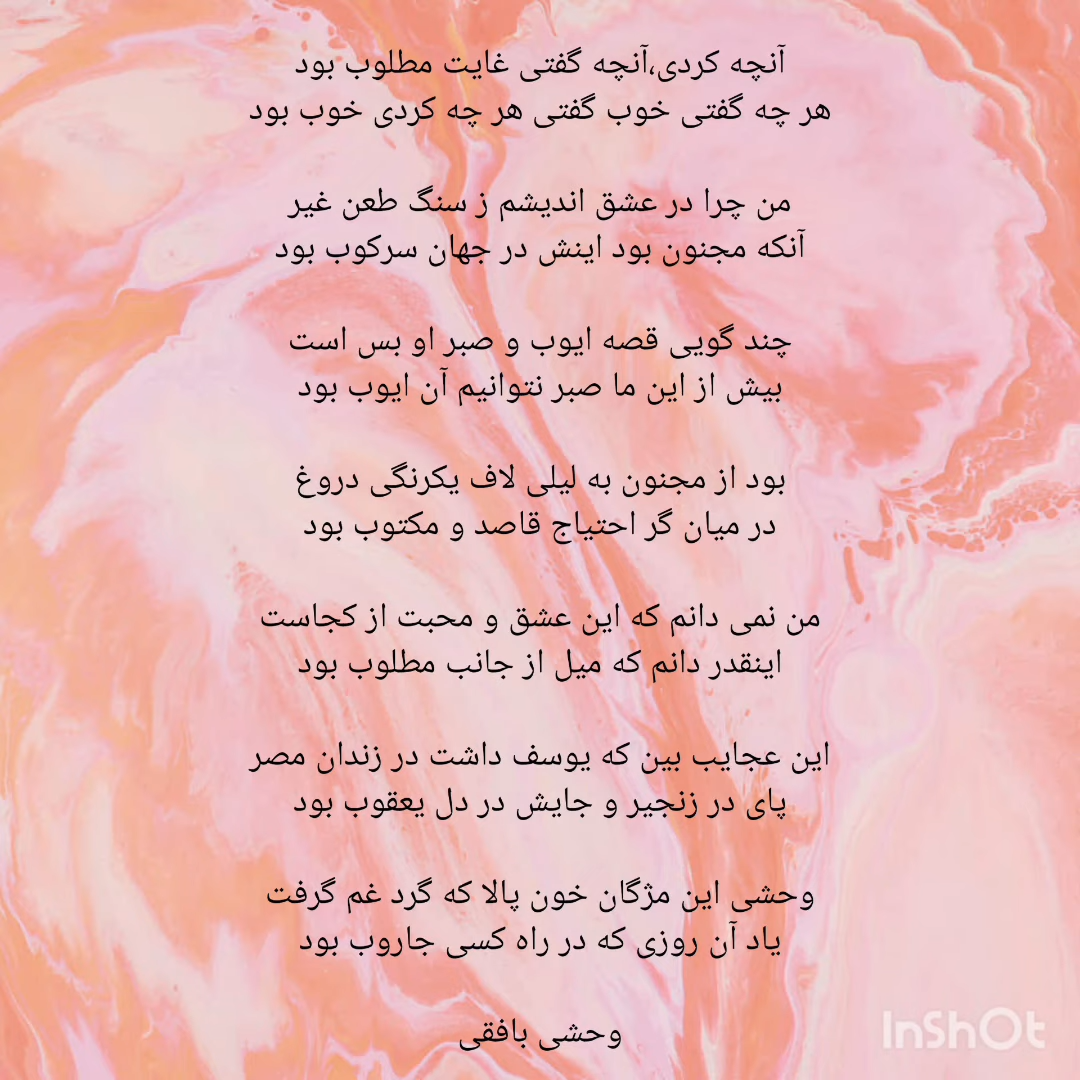 آنچه کردی،آنچه گفتی غایت مطلوب بود
هر چه گفتی خوب گفتی هر چه کردی خوب بود
من چرا در عشق اندیشم ز سنگ طعن غیر
آنکه مجنون بود اینش در جهان سرکوب بود
چند گویی قصه ایوب و صبر او بس است
بیش از این ما صبر نتوانیم آن ایوب بود
بود از مجنون به لیلی لاف یکرنگی دروغ
در میان گر احتیاج قاصد و مکتوب بود
من نمی دانم که این عشق و محبت از کجاست
اینقدر دانم که میل از جانب مطلوب بود
این عجایب بین که یوسف داشت در زندان مصر
پای در زنجیر و جایش در دل یعقوب بود
وحشی این مژگان خون پالا که گرد غم گرفت
یاد آن روزی که در راه کسی جاروب بود
وحشی بافقی
InShOt